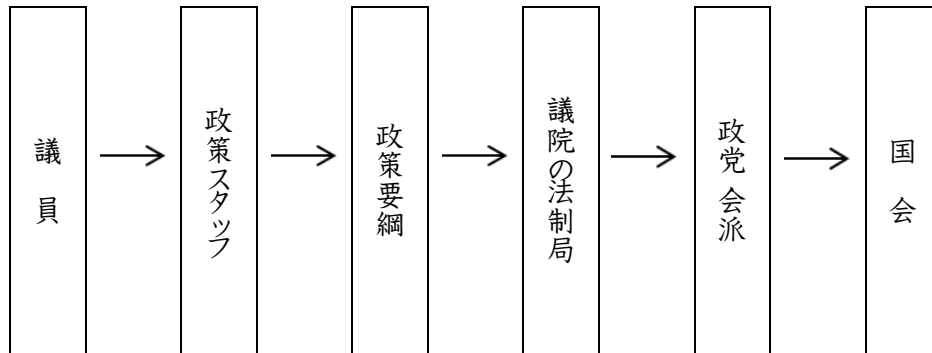 議員
政策スタッフ
政策要綱
議院の法制局
政党会派
国会